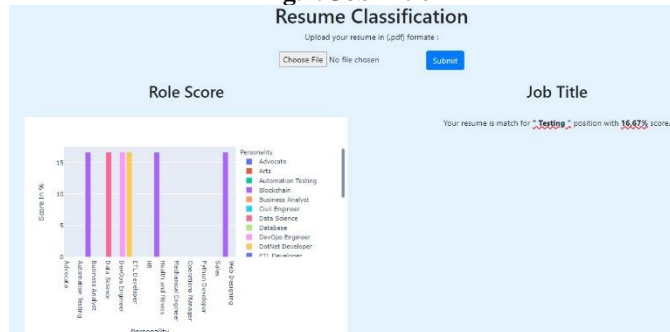 Resume Classification
Upload your resume in (.pdf) formate :
Choose File No file chosen
Submit
Role Score
Job Title
Your resume is match for " Testing " position with 16.67% score.
Score in %
15
10
5
0
Advocate
Automation Testing
Business Analyst
Data Science
DevOps Engineer
ETL Developer
HR
Health and fitness
Mechanical Engineer
Operations Manager
Python Developer
Sales
Web Designing
Personality
Personality
Advocate
Arts
Automation Testing
Blockchain
Business Analyst
Civil Engineer
Data Science
Database
DevOps Engineer
DotNet Developer
ETL Developer